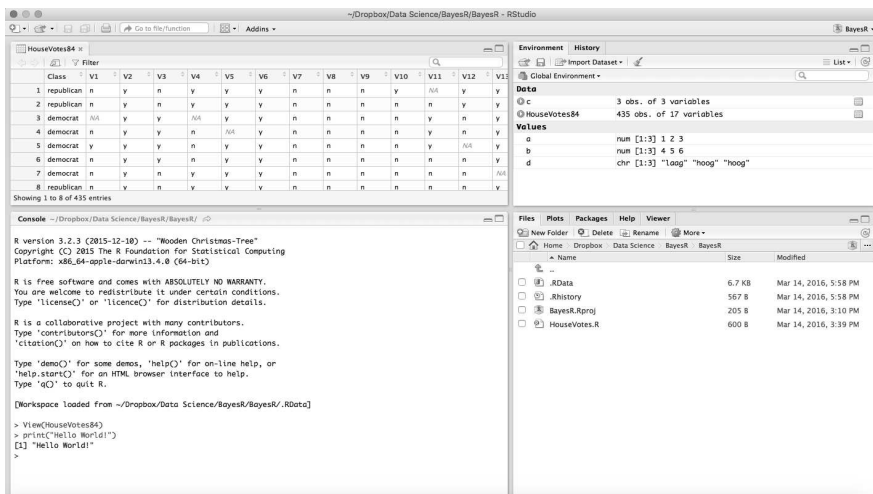 ~/Dropbox/Data Science/BayesR/BayesR - RStudio
Go to file/function Addins BayesR
HouseVotes84
Filter
Class V1 V2 V3 V4 V5 V6 V7 V8 V9 V10 V11 V12 V13
1 republican n y n y y y n n n y NA y y
2 republican n y n y y y n n n n n y y
3 democrat NA y y NA y y n n n n y n y
4 democrat n y y n NA y n n n n y n y
5 democrat y y y n y y n n n n y NA y
6 democrat n y y n y y n n n n n n y
7 democrat n y n y y y n n n n n n NA
8 republican n y n y y y n n n n n n y
Showing 1 to 8 of 435 entries
Console ~/Dropbox/Data Science/BayesR/BayesR/
R version 3.2.3 (2015-12-10) -- "Wooden Christmas-Tree"
Copyright (C) 2015 The R Foundation for Statistical Computing
Platform: x86_64-apple-darwin13.4.0 (64-bit)
R is free software and comes with ABSOLUTELY NO WARRANTY.
You are welcome to redistribute it under certain conditions.
Type 'license()' or 'licence()' for distribution details.
R is a collaborative project with many contributors.
Type 'contributors()' for more information and
'citation()' on how to cite R or R packages in publications.
Type 'demo()' for some demos, 'help()' for on-line help, or
'help.start()' for an HTML browser interface to help.
Type 'q()' to quit R.
[Workspace loaded from ~/Dropbox/Data Science/BayesR/BayesR/.RData]
> View(HouseVotes84)
> print("Hello World!")
[1] "Hello World!"
>
Environment History
Import Dataset List
Global Environment
Data
c 3 obs. of 3 variables
HouseVotes84 435 obs. of 17 variables
Values
a num [1:3] 1 2 3
b num [1:3] 4 5 6
d chr [1:3] "laag" "hoog" "hoog"
Files Plots Packages Help Viewer
New Folder Delete Rename More
Home Dropbox Data Science BayesR BayesR
Name Size Modified
..
.RData 6.7 KB Mar 14, 2016, 5:58 PM
.Rhistory 567 B Mar 14, 2016, 5:58 PM
BayesR.Rproj 205 B Mar 14, 2016, 3:10 PM
HouseVotes.R 600 B Mar 14, 2016, 3:39 PM